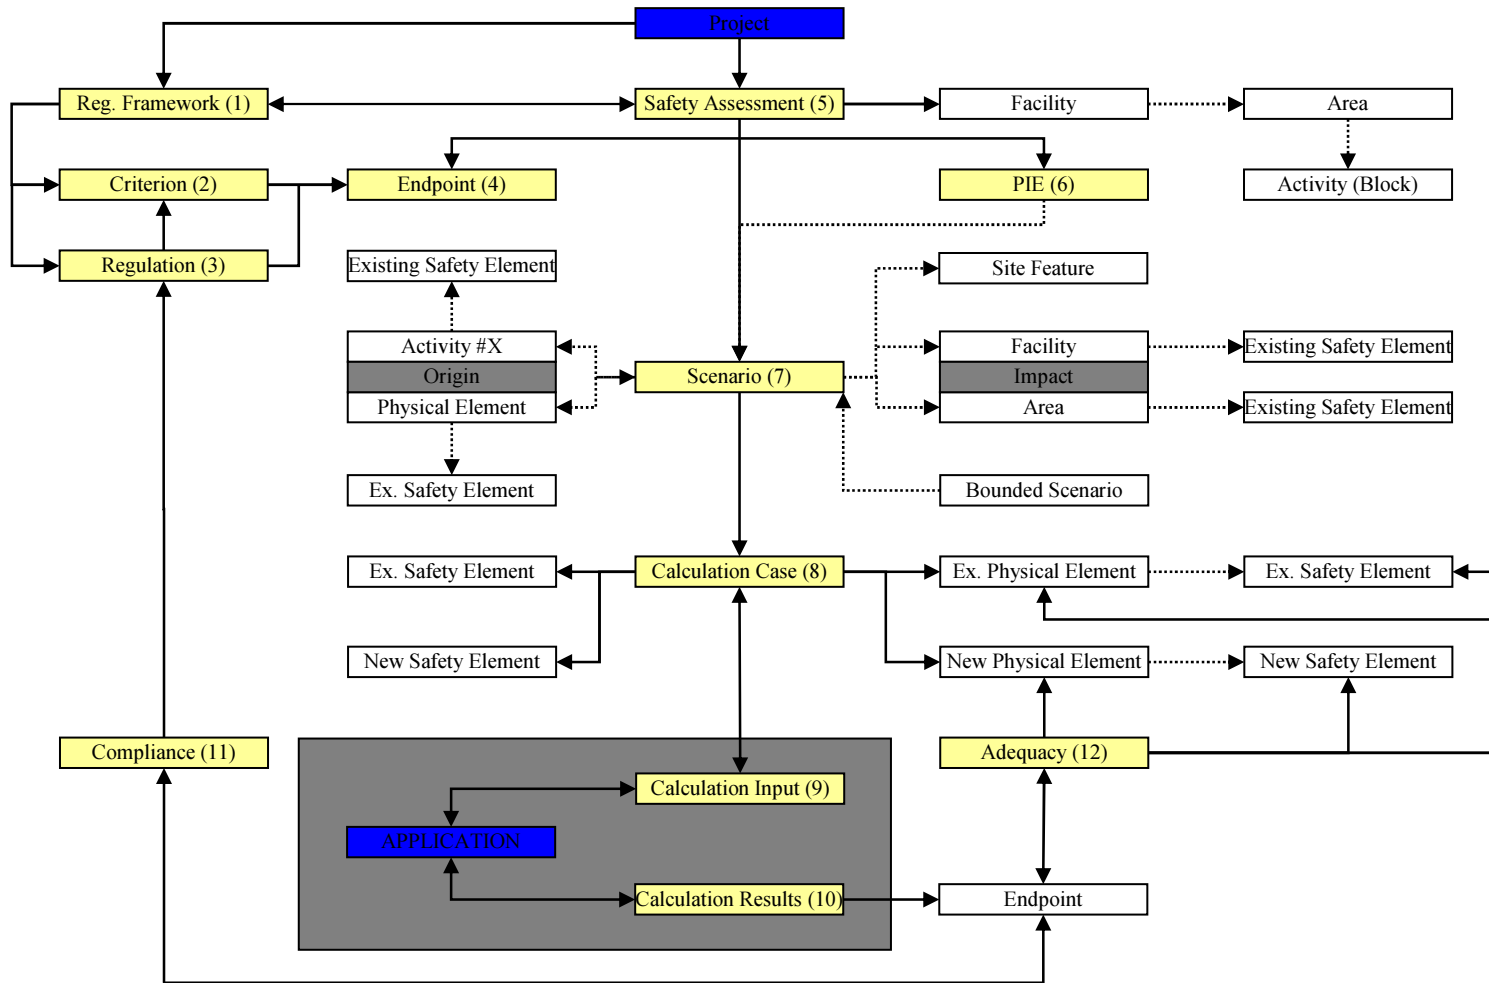 Project
Reg. Framework (1)
Safety Assessment (5)
Facility
Area
Criterion (2)
Endpoint (4)
PIE (6)
Activity (Block)
Regulation (3)
Existing Safety Element
Site Feature
Activity #X
Facility
Existing Safety Element
Origin
Scenario (7)
Impact
Physical Element
Area
Existing Safety Element
Ex. Safety Element
Bounded Scenario
Ex. Safety Element
Calculation Case (8)
Ex. Physical Element
Ex. Safety Element
New Safety Element
New Physical Element
New Safety Element
Compliance (11)
Adequacy (12)
Calculation Input (9)
APPLICATION
Calculation Results (10)
Endpoint